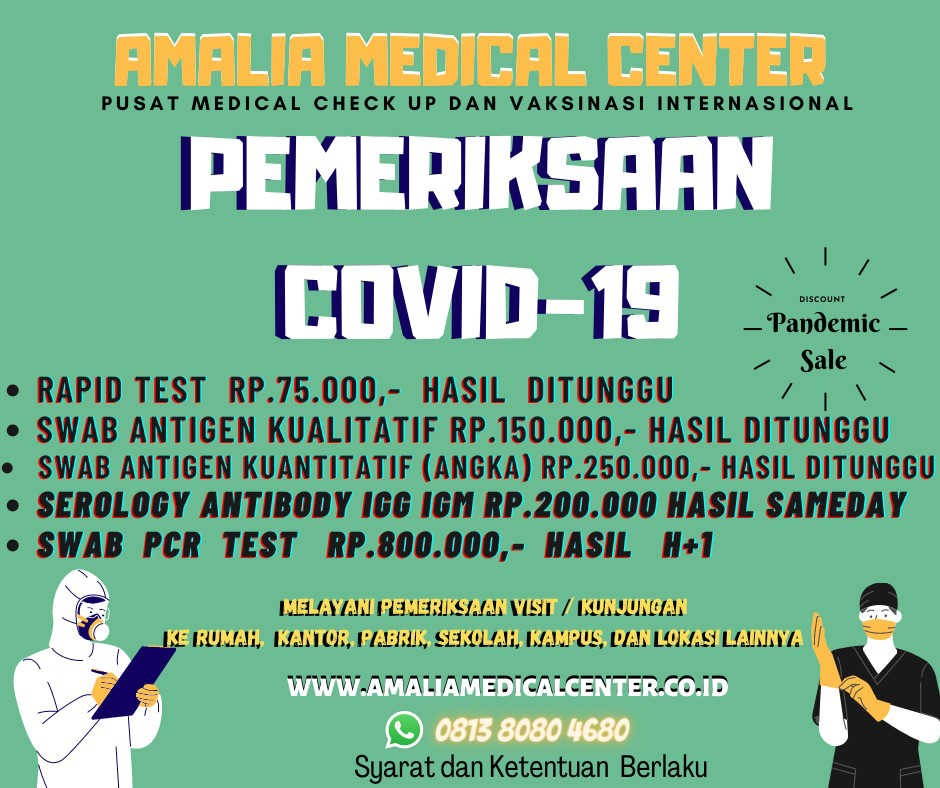 AMALIA MEDICAL CENTER
PUSAT MEDICAL CHECK UP DAN VAKSINASI INTERNASIONAL
PEMERIKSAAN
COVID-19
DISCOUNT
Pandemic
Sale
• RAPID TEST RP.75.000,- HASIL DITUNGGU
• SWAB ANTIGEN KUALITATIF RP.150.000,- HASIL DITUNGGU
• SWAB ANTIGEN KUANTITATIF (ANGKA) RP.250.000,- HASIL DITUNGGU
• SEROLOGY ANTIBODY IGG IGM RP.200.000 HASIL SAMEDAY
• SWAB PCR TEST RP.800.000,- HASIL H+1
MELAYANI PEMERIKSAAN VISIT / KUNJUNGAN
KE RUMAH, KANTOR, PABRIK, SEKOLAH, KAMPUS, DAN LOKASI LAINNYA
WWW.AMALIAMEDICALCENTER.CO.ID
0813 8080 4680
Syarat dan Ketentuan Berlaku